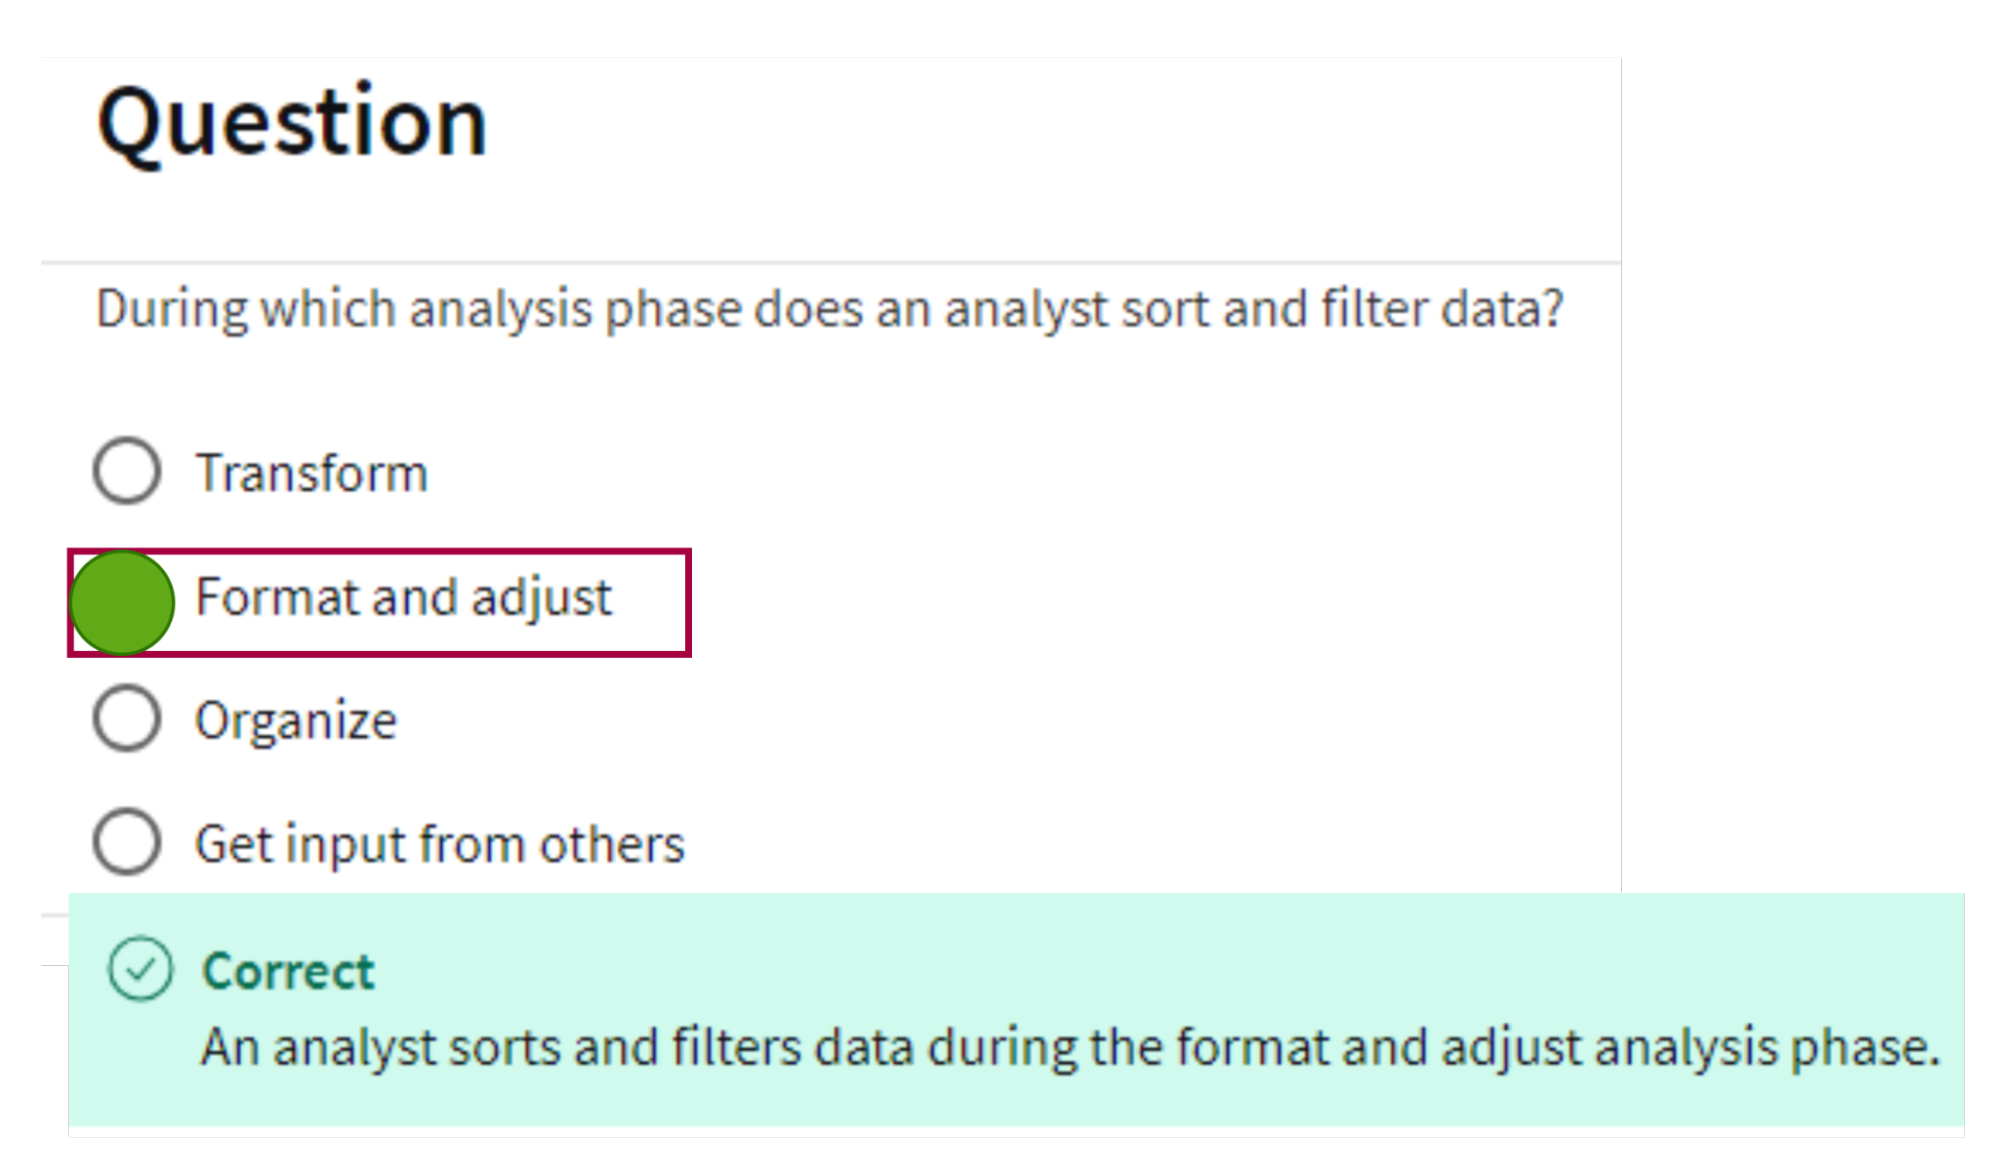 Question
During which analysis phase does an analyst sort and filter data?
Transform
Format and adjust
Organize
Get input from others
Correct
An analyst sorts and filters data during the format and adjust analysis phase.